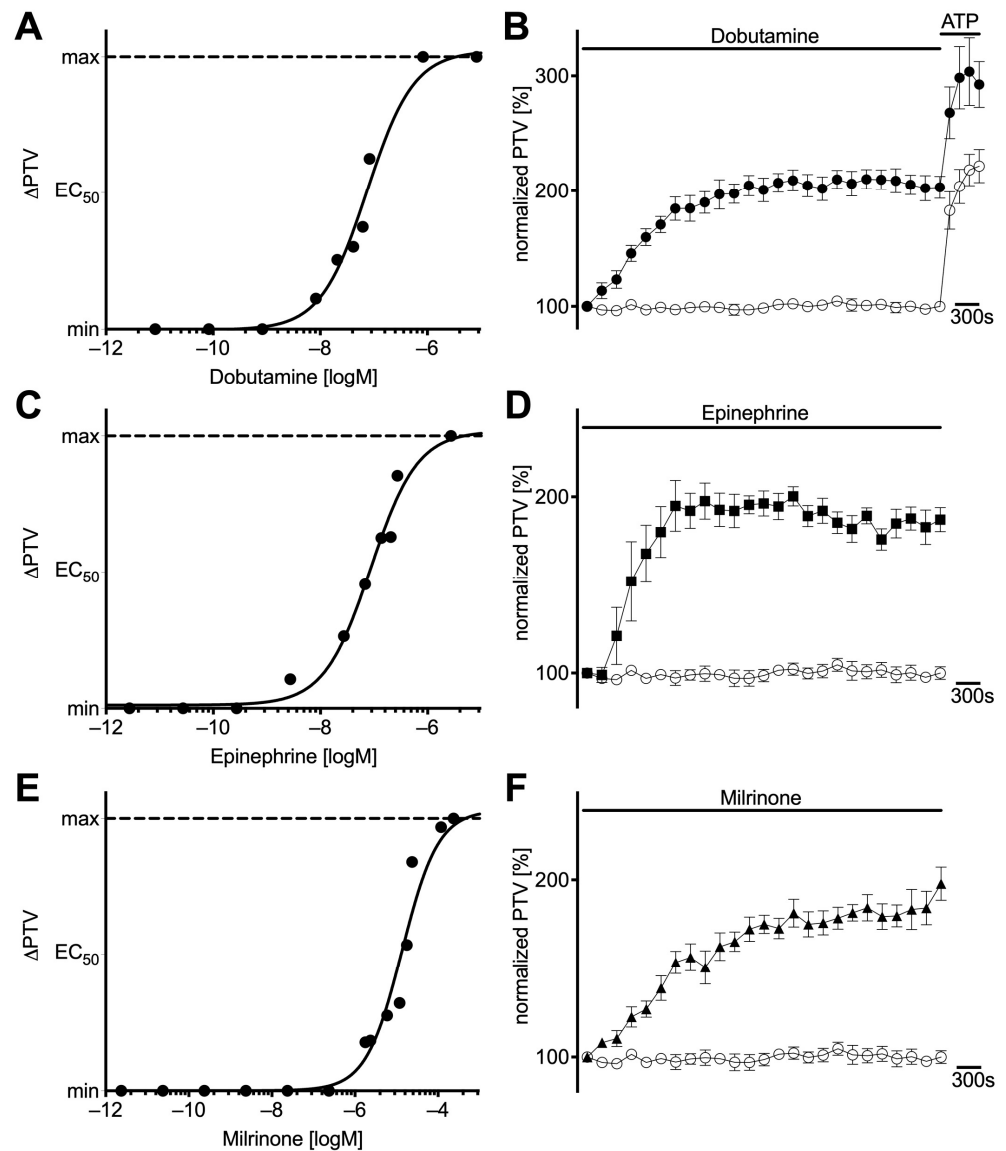 A
max
ΔPTV
EC50
min
−12
−10
−8
−6
Dobutamine [logM]
B
Dobutamine
ATP
normalized PTV [%]
300
200
100
300s
C
max
ΔPTV
EC50
min
−12
−10
−8
−6
Epinephrine [logM]
D
Epinephrine
normalized PTV [%]
200
100
300s
E
max
ΔPTV
EC50
min
−12
−10
−8
−6
−4
Milrinone [logM]
F
Milrinone
normalized PTV [%]
200
100
300s